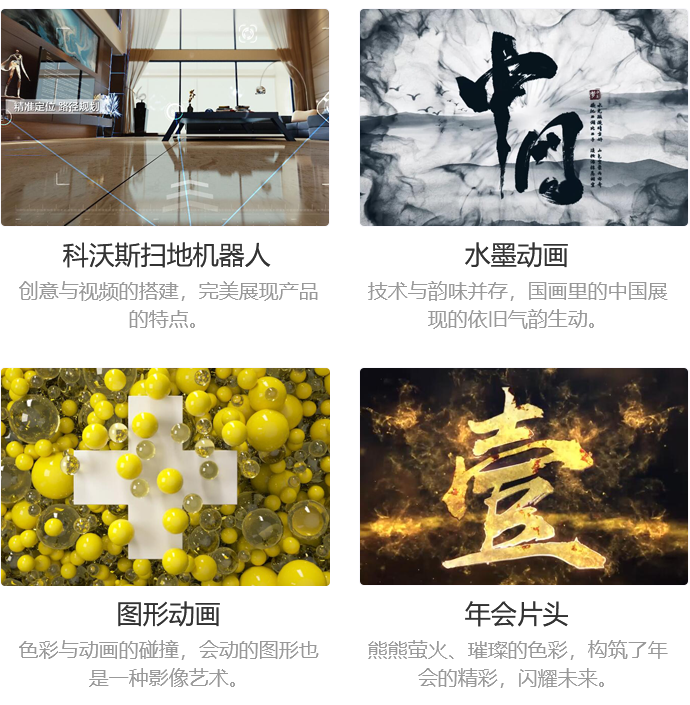 精准定位 路径规划
中国
科沃斯扫地机器人
水墨动画
创意与视频的搭建，完美展现产品
的特点。
技术与韵味并存，国画里的中国展
现的依旧气韵生动。
壹
图形动画
年会片头
色彩与动画的碰撞，会动的图形也
是一种影像艺术。
熊熊萤火、璀璨的色彩，构筑了年
会的精彩，闪耀未来。